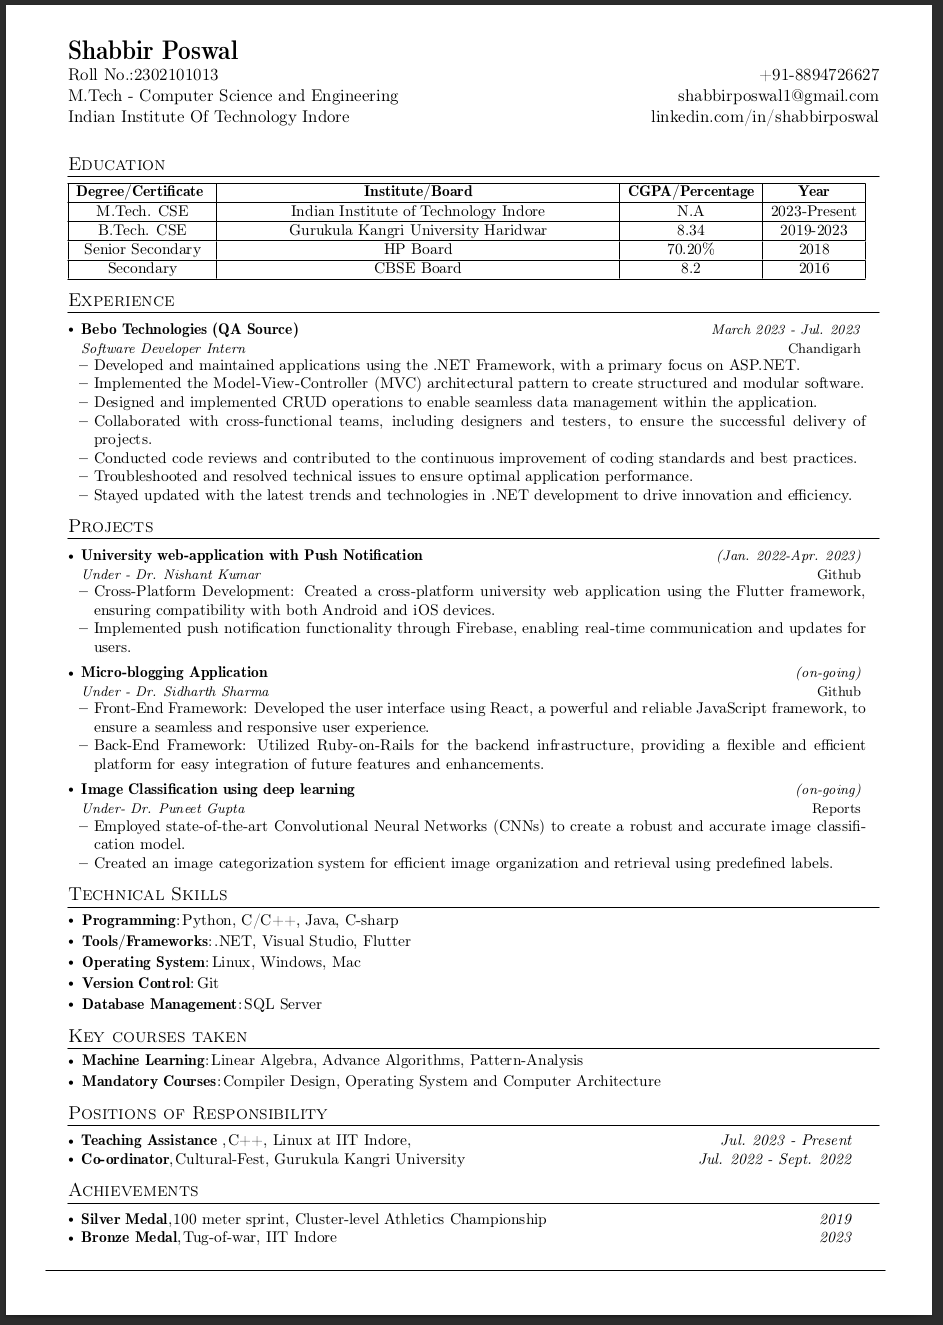 Shabbir Poswal
Roll No.:2302101013 +91-8894726627
M.Tech - Computer Science and Engineering shabbirposwal1@gmail.com
Indian Institute Of Technology Indore linkedin.com/in/shabbirposwal
Education
Degree/Certificate Institute/Board CGPA/Percentage Year
M.Tech. CSE Indian Institute of Technology Indore N.A 2023-Present
B.Tech. CSE Gurukula Kangri University Haridwar 8.34 2019-2023
Senior Secondary HP Board 70.20% 2018
Secondary CBSE Board 8.2 2016
Experience
• Bebo Technologies (QA Source) March 2023 - Jul. 2023
Software Developer Intern Chandigarh
– Developed and maintained applications using the .NET Framework, with a primary focus on ASP.NET.
– Implemented the Model-View-Controller (MVC) architectural pattern to create structured and modular software.
– Designed and implemented CRUD operations to enable seamless data management within the application.
– Collaborated with cross-functional teams, including designers and testers, to ensure the successful delivery of
projects.
– Conducted code reviews and contributed to the continuous improvement of coding standards and best practices.
– Troubleshooted and resolved technical issues to ensure optimal application performance.
– Stayed updated with the latest trends and technologies in .NET development to drive innovation and efficiency.
Projects
• University web-application with Push Notification (Jan. 2022-Apr. 2023)
Under - Dr. Nishant Kumar Github
– Cross-Platform Development: Created a cross-platform university web application using the Flutter framework,
ensuring compatibility with both Android and iOS devices.
– Implemented push notification functionality through Firebase, enabling real-time communication and updates for
users.
• Micro-blogging Application (on-going)
Under - Dr. Sidharth Sharma Github
– Front-End Framework: Developed the user interface using React, a powerful and reliable JavaScript framework, to
ensure a seamless and responsive user experience.
– Back-End Framework: Utilized Ruby-on-Rails for the backend infrastructure, providing a flexible and efficient
platform for easy integration of future features and enhancements.
• Image Classification using deep learning (on-going)
Under- Dr. Puneet Gupta Reports
– Employed state-of-the-art Convolutional Neural Networks (CNNs) to create a robust and accurate image classifi-
cation model.
– Created an image categorization system for efficient image organization and retrieval using predefined labels.
Technical Skills
• Programming:Python, C/C++, Java, C-sharp
• Tools/Frameworks:.NET, Visual Studio, Flutter
• Operating System:Linux, Windows, Mac
• Version Control:Git
• Database Management:SQL Server
Key courses taken
• Machine Learning:Linear Algebra, Advance Algorithms, Pattern-Analysis
• Mandatory Courses:Compiler Design, Operating System and Computer Architecture
Positions of Responsibility
• Teaching Assistance ,C++, Linux at IIT Indore, Jul. 2023 - Present
• Co-ordinator,Cultural-Fest, Gurukula Kangri University Jul. 2022 - Sept. 2022
Achievements
• Silver Medal,100 meter sprint, Cluster-level Athletics Championship 2019
• Bronze Medal,Tug-of-war, IIT Indore 2023